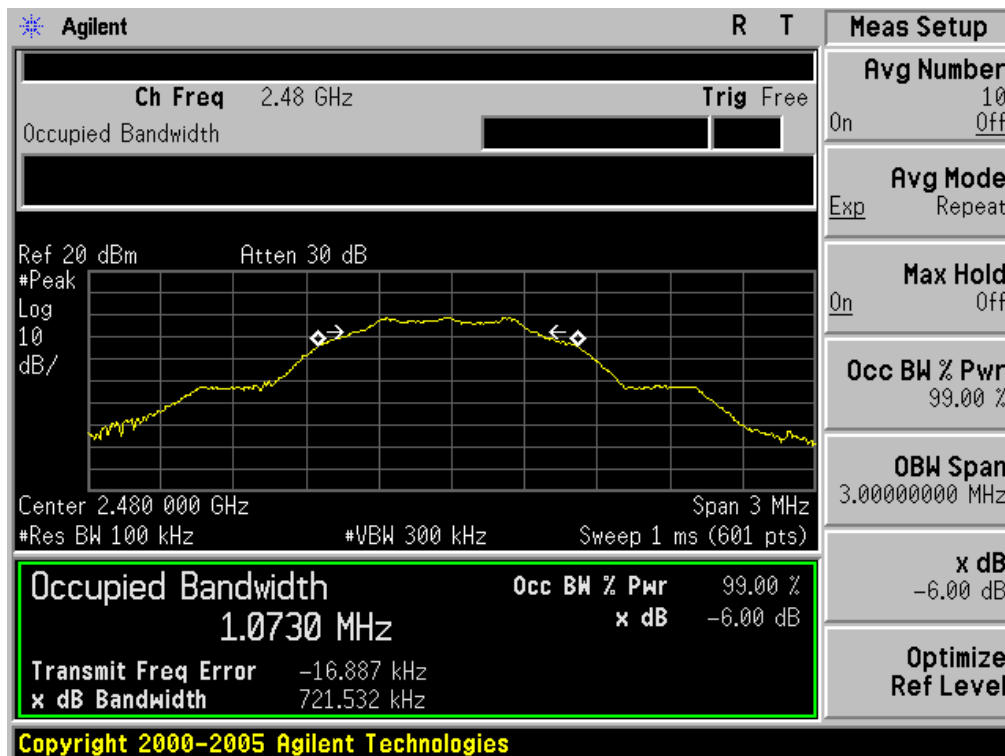 Agilent R T
Ch Freq 2.48 GHz Trig Free
Occupied Bandwidth
Ref 20 dBm Atten 30 dB
#Peak
Log
10
dB/
Center 2.480 000 GHz Span 3 MHz
#Res BW 100 kHz #VBW 300 kHz Sweep 1 ms (601 pts)
Occupied Bandwidth Occ BW % Pwr 99.00 %
1.0730 MHz x dB -6.00 dB
Transmit Freq Error -16.887 kHz
x dB Bandwidth 721.532 kHz
Copyright 2000-2005 Agilent Technologies
Meas Setup
Avg Number
10
On Off
Avg Mode
Exp Repeat
Max Hold
On Off
Occ BW % Pwr
99.00 %
OBW Span
3.00000000 MHz
x dB
-6.00 dB
Optimize
Ref Level